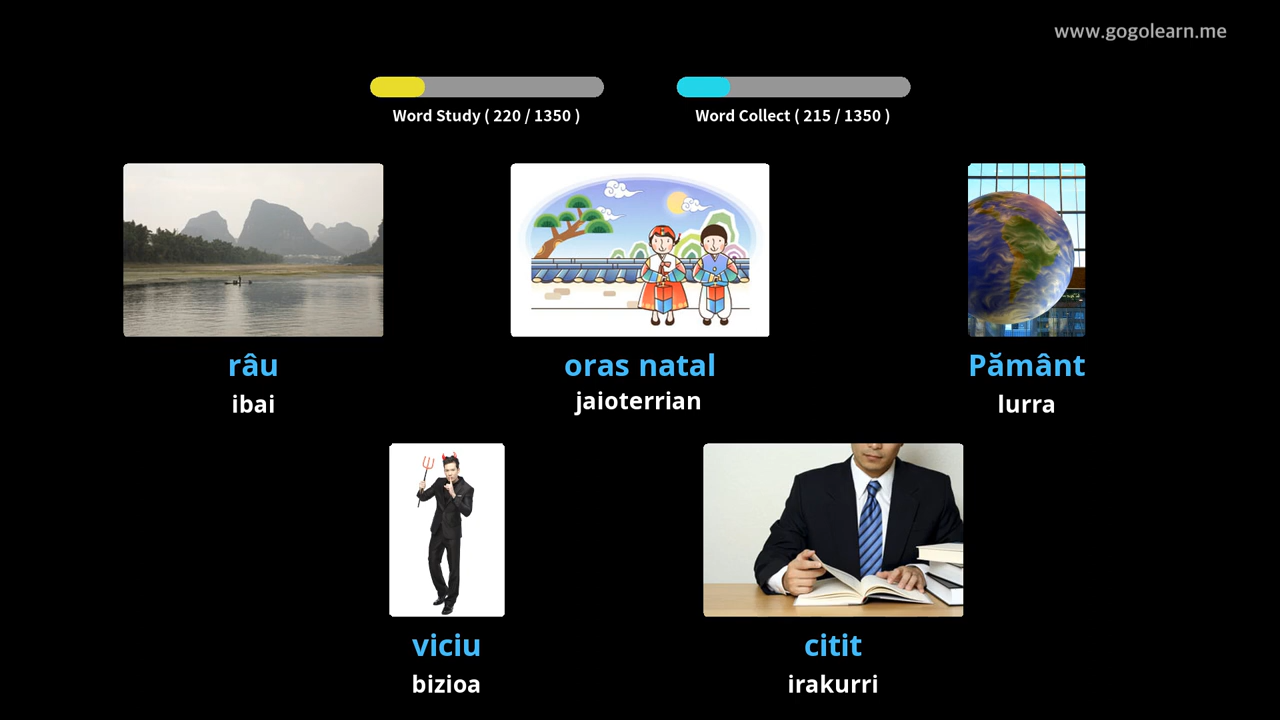 www.gogolearn.me
Word Study ( 220 / 1350 )
Word Collect ( 215 / 1350 )
râu
ibai
oras natal
jaioterrian
Pământ
lurra
viciu
bizioa
citit
irakurri